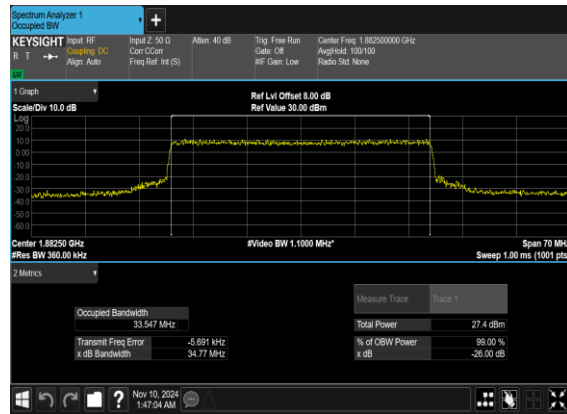 Spectrum Analyzer 1
Occupied BW
KEYSIGHT Input: RF Input Z: 50 Ω Atten: 40 dB Trig: Free Run Center Freq: 1.882500000 GHz
R T Coupling: DC Corr CCorr Gate: Off Avg|Hold: 100/100
Align: Auto Freq Ref: Int (S) #IF Gain: Low Radio Std: None
LW
1 Graph Ref Lvl Offset 8.00 dB
Scale/Div 10.0 dB Ref Value 30.00 dBm
Log
20.0
10.0
0.00
-10.0
-20.0
-30.0
-40.0
-50.0
-60.0
Center 1.88250 GHz #Video BW 1.1000 MHz* Span 70 MHz
#Res BW 360.00 kHz Sweep 1.00 ms (1001 pts
2 Metrics
Measure Trace Trace 1
Occupied Bandwidth
33.547 MHz Total Power 27.4 dBm
Transmit Freq Error -5.691 kHz % of OBW Power 99.00 %
x dB Bandwidth 34.77 MHz x dB -26.00 dB
? Nov 10, 2024
1:47:04 AM